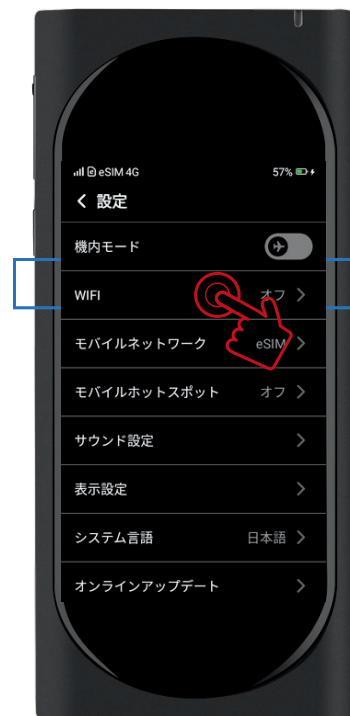 eSIM 4G 57%
設定
機内モード
WIFI オフ
モバイルネットワーク eSIM
モバイルホットスポット オフ
サウンド設定
表示設定
システム言語 日本語
オンラインアップデート